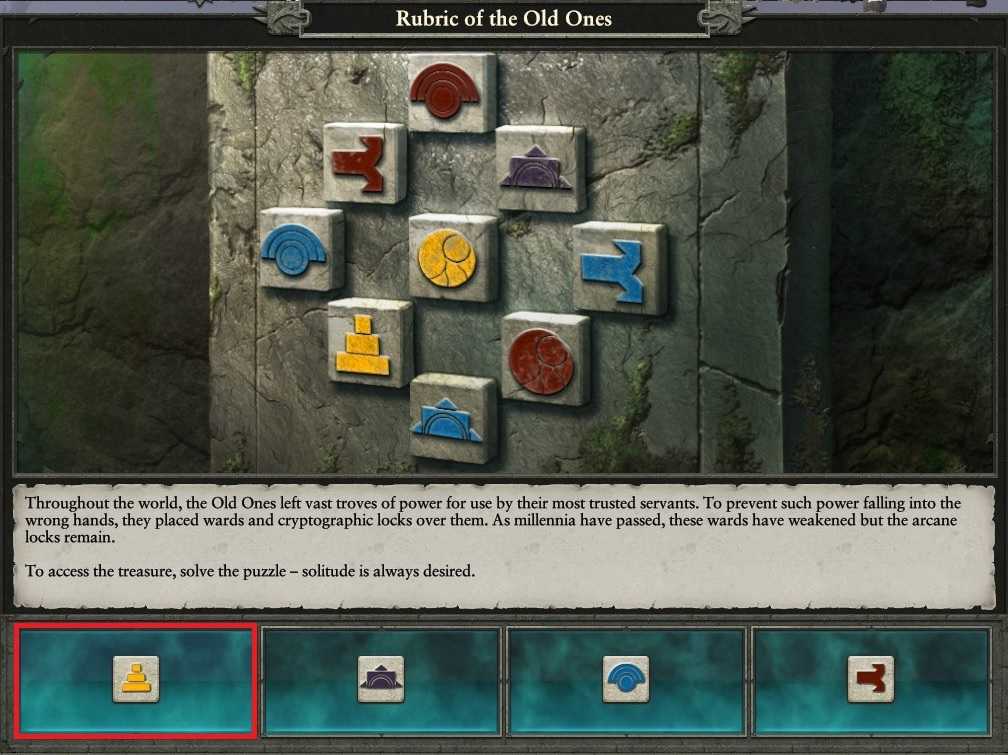 Rubric of the Old Ones
Throughout the world, the Old Ones left vast troves of power for use by their most trusted servants. To prevent such power falling into the
wrong hands, they placed wards and cryptographic locks over them. As millennia have passed, these wards have weakened but the arcane
locks remain.
To access the treasure, solve the puzzle – solitude is always desired.